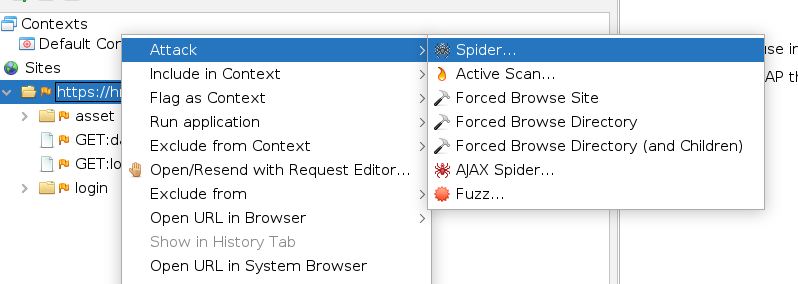 Contexts
Default Con
Sites
https://h
asset
GET:da
GET:lo
login
Attack
Include in Context
Flag as Context
Run application
Exclude from Context
Open/Resend with Request Editor...
Exclude from
Open URL in Browser
Show in History Tab
Open URL in System Browser
Spider...
Active Scan...
Forced Browse Site
Forced Browse Directory
Forced Browse Directory (and Children)
AJAX Spider...
Fuzz...
use in
AP th